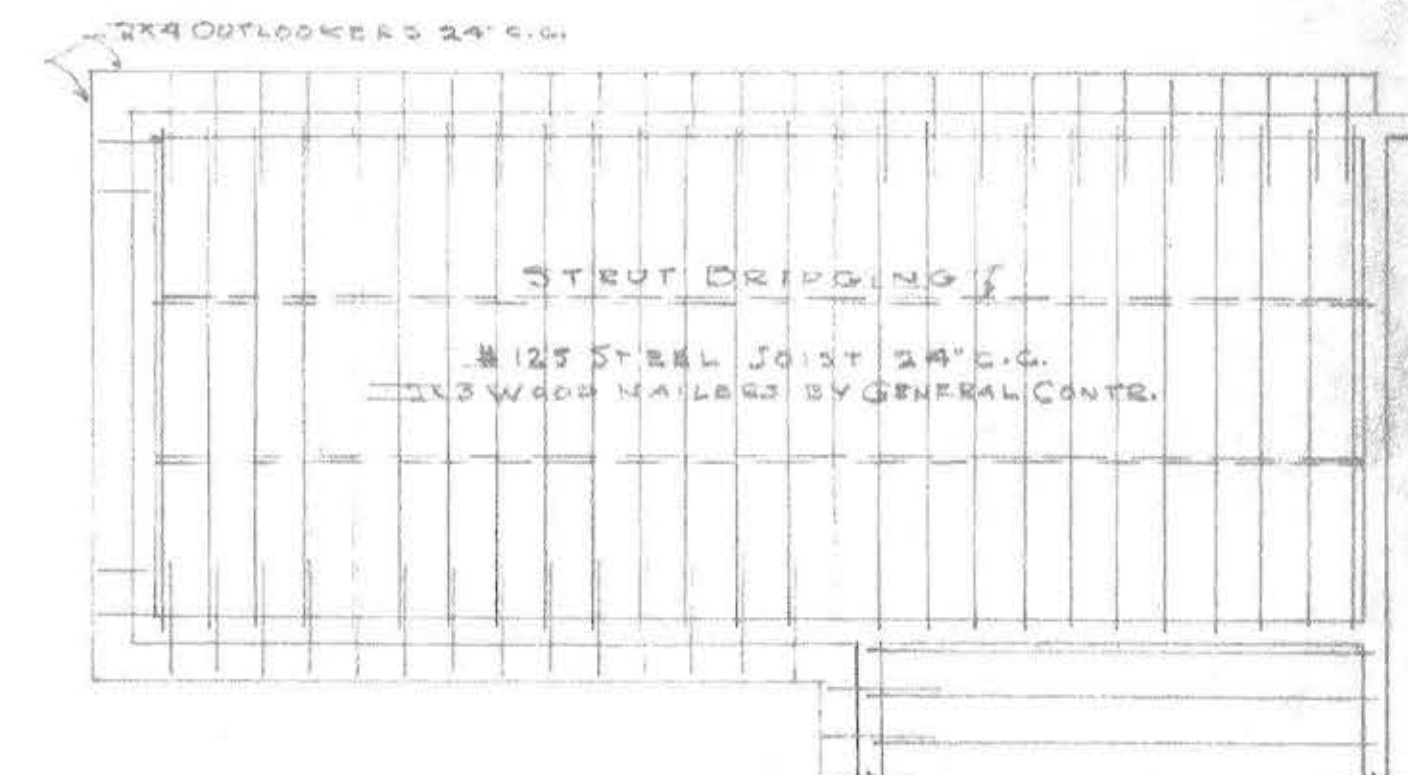 2X4 OUTLOOKERS 24" C.C.
STRUT BRIDGING
#125 STEEL JOIST 24" C.C.
2X3 WOOD NAILERS BY GENERAL CONTR.